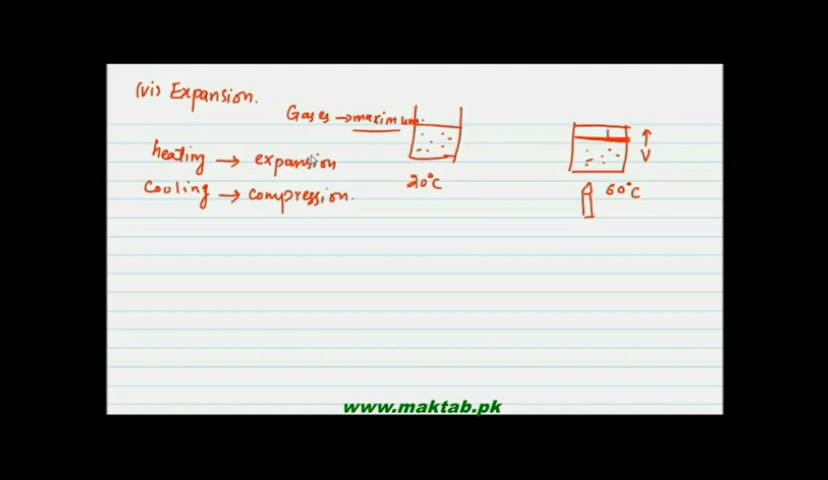 (vi) Expansion.
Gases → maximum.
heating → expansion
cooling → compression.
20°C
60°C
V
www.maktab.pk